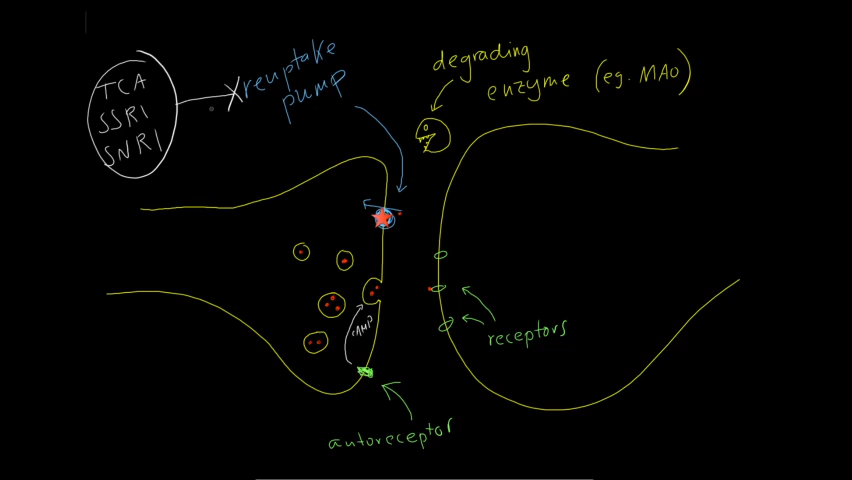 TCA
SSRI
SNRI
reuptake
pump
degrading
enzyme (eg. MAO)
cAMP
receptors
autoreceptor